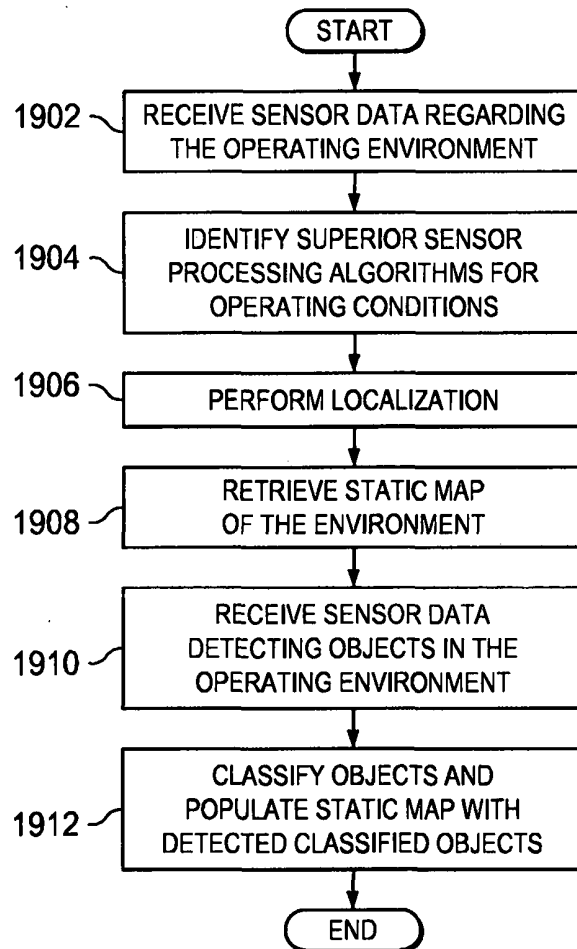 START
1902
RECEIVE SENSOR DATA REGARDING
THE OPERATING ENVIRONMENT
1904
IDENTIFY SUPERIOR SENSOR
PROCESSING ALGORITHMS FOR
OPERATING CONDITIONS
1906
PERFORM LOCALIZATION
1908
RETRIEVE STATIC MAP
OF THE ENVIRONMENT
1910
RECEIVE SENSOR DATA
DETECTING OBJECTS IN THE
OPERATING ENVIRONMENT
1912
CLASSIFY OBJECTS AND
POPULATE STATIC MAP WITH
DETECTED CLASSIFIED OBJECTS
END